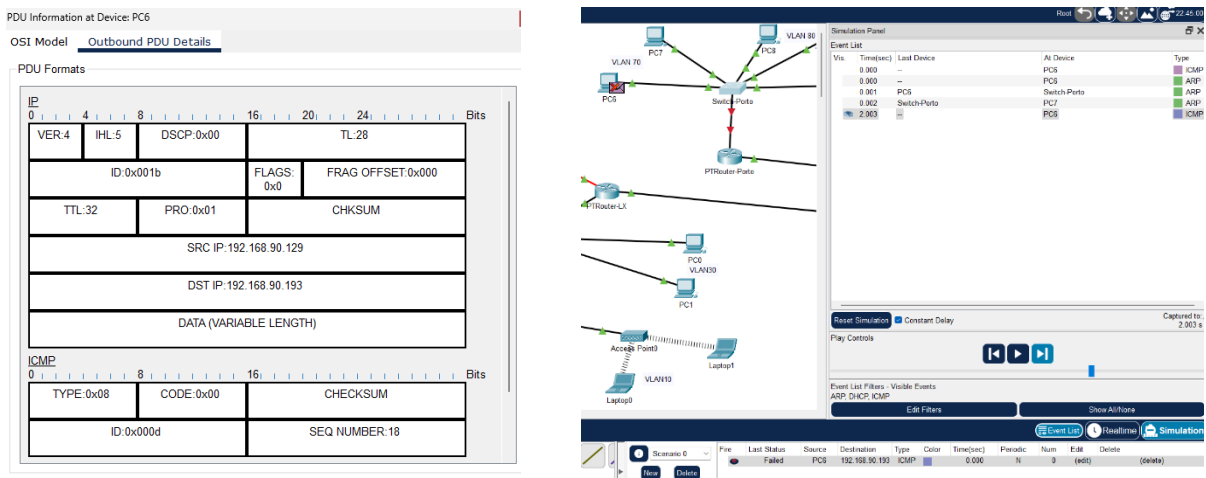 PDU Information at Device: PC6
OSI Model Outbound PDU Details
PDU Formats
IP
0 4 8 16 20 24 Bits
VER:4 IHL:5 DSCP:0x00 TL:28
ID:0x001b FLAGS: 0x0 FRAG OFFSET:0x000
TTL:32 PRO:0x01 CHKSUM
SRC IP:192.168.90.129
DST IP:192.168.90.193
DATA (VARIABLE LENGTH)
ICMP
0 8 16 Bits
TYPE:0x08 CODE:0x00 CHECKSUM
ID:0x000d SEQ NUMBER:18
Root 22:45:00
VLAN 80
PC7
PC8
VLAN 70
PC6
Switch-Porto
PTRouter-Porto
PTRouter-LX
PC0
VLAN30
PC1
Access Point0
Laptop1
VLAN10
Laptop0
Simulation Panel
Event List
Vis. Time(sec) Last Device At Device Type
0.000 -- PC6 ICMP
0.000 -- PC6 ARP
0.001 PC6 Switch-Porto ARP
0.002 Switch-Porto PC7 ARP
2.003 -- PC6 ICMP
Reset Simulation Constant Delay Captured to:
2.003 s
Play Controls
Event List Filters - Visible Events
ARP, DHCP, ICMP
Edit Filters Show All/None
Event List Realtime Simulation
Scenario 0
New Delete
Fire Last Status Source Destination Type Color Time(sec) Periodic Num Edit Delete
Failed PC6 192.168.90.193 ICMP 0.000 N 0 (edit) (delete)